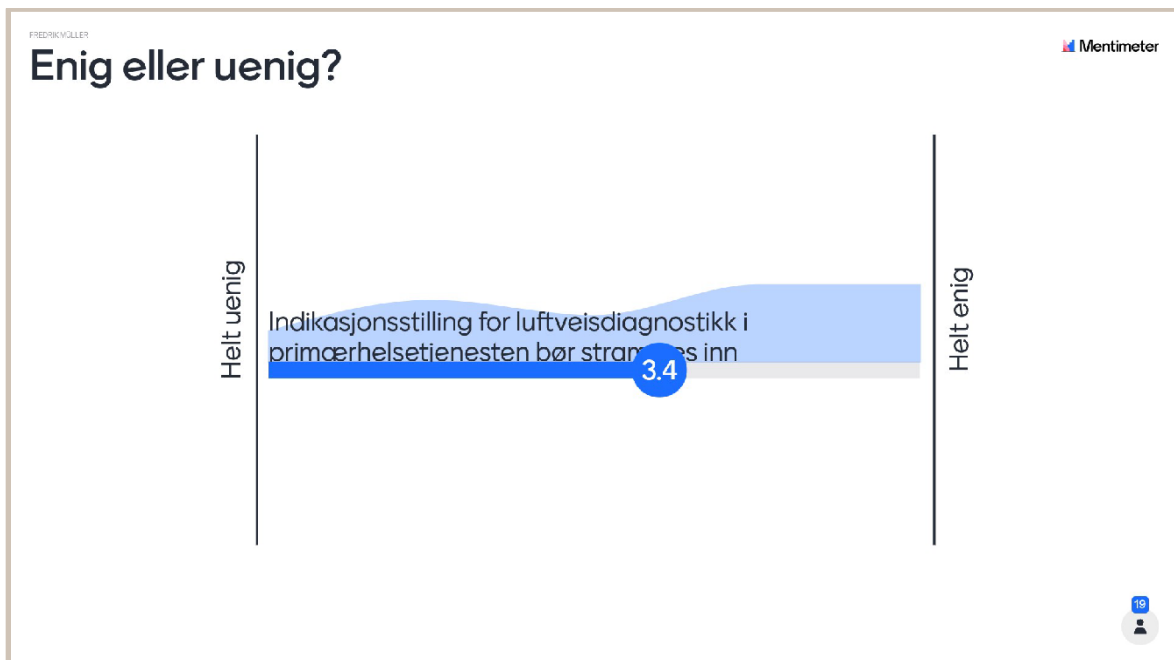 FREDRIK MÜLLER
Enig eller uenig?
Mentimeter
Helt uenig
Indikasjonsstilling for luftveisdiagnostikk i
primærhelsetjenesten bør strammes inn
3.4
Helt enig
19